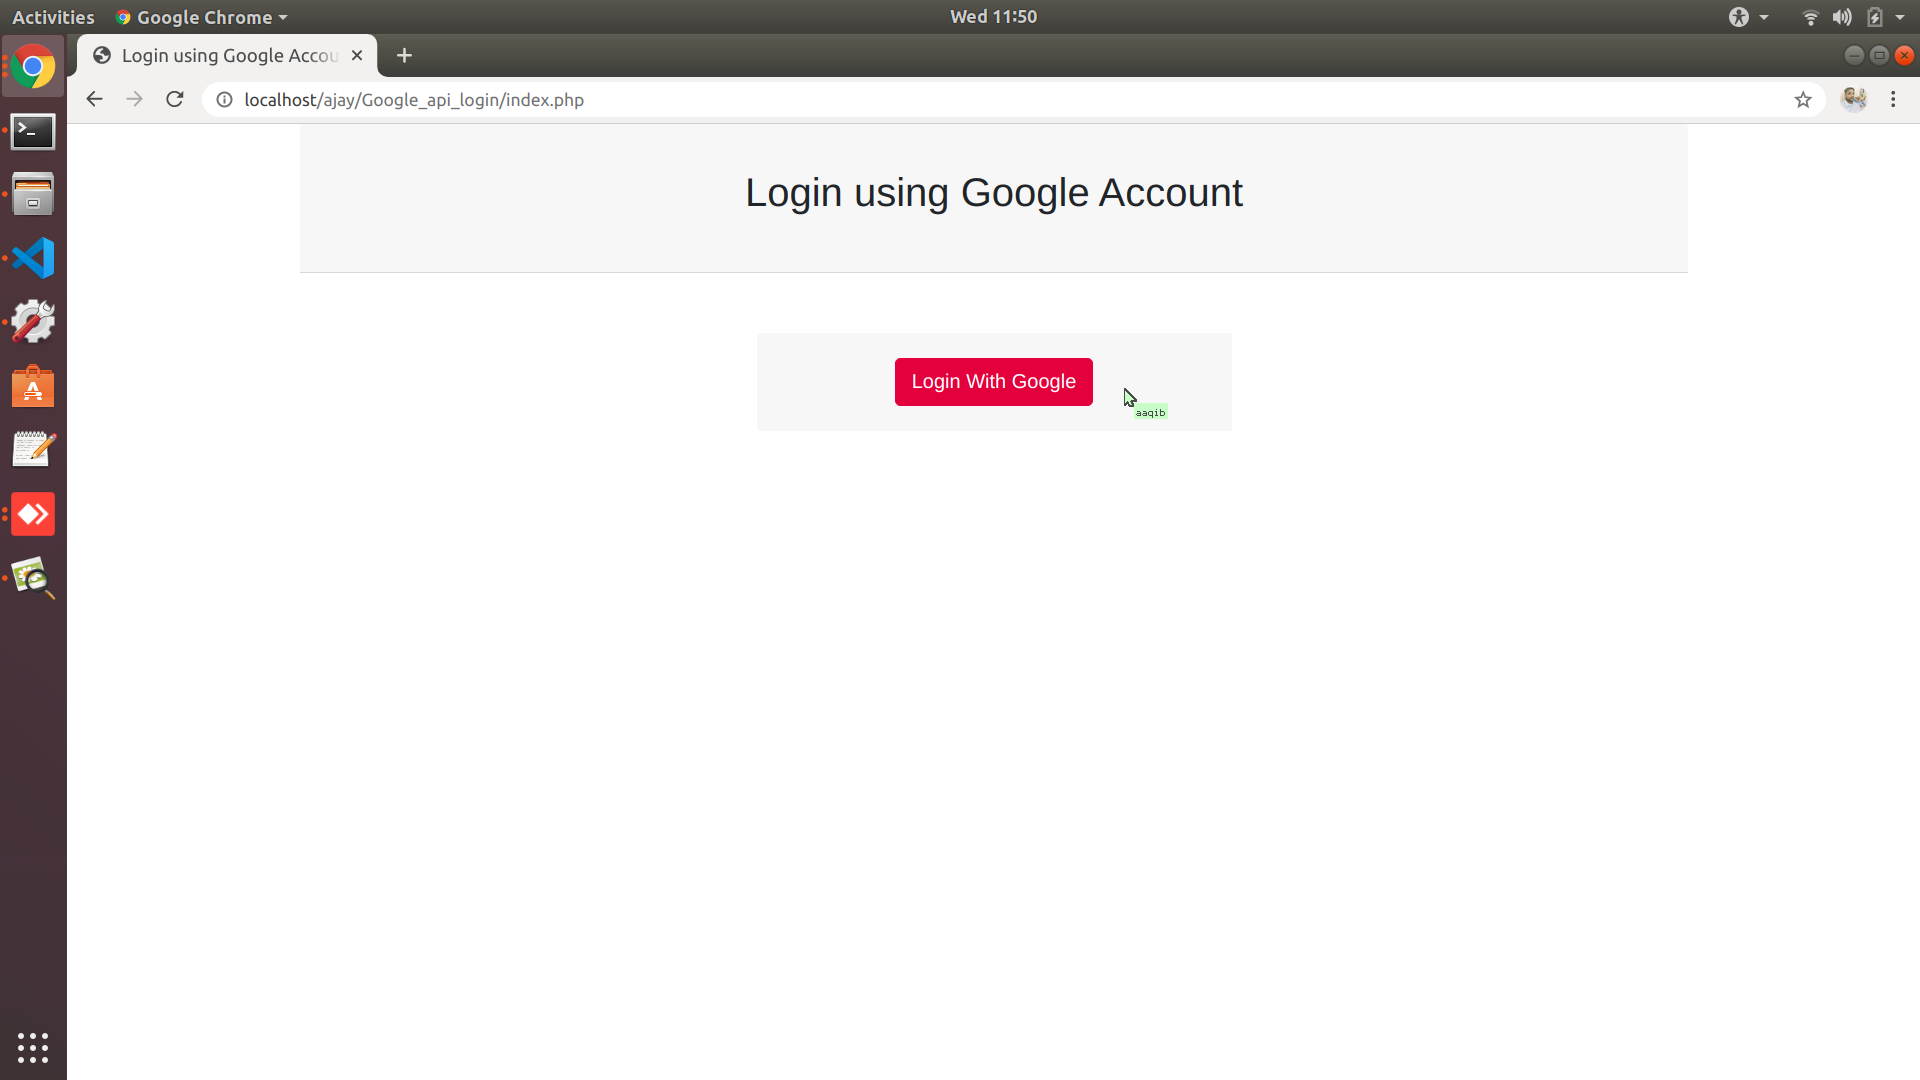 Activities
Google Chrome
Wed 11:50
Login using Google Accou
localhost/ajay/Google_api_login/index.php
Login using Google Account
Login With Google
aaqib